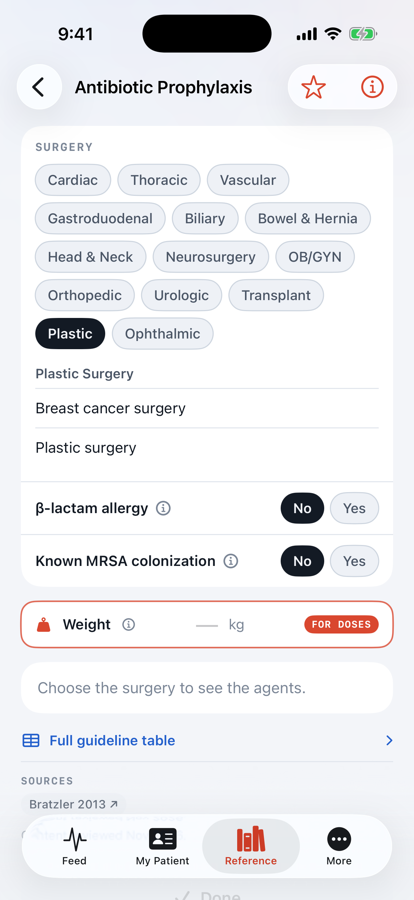 9:41
Antibiotic Prophylaxis
SURGERY
Cardiac Thoracic Vascular
Gastroduodenal Biliary Bowel & Hernia
Head & Neck Neurosurgery OB/GYN
Orthopedic Urologic Transplant
Plastic Ophthalmic
Plastic Surgery
Breast cancer surgery
Plastic surgery
β-lactam allergy No Yes
Known MRSA colonization No Yes
Weight — kg FOR DOSES
Choose the surgery to see the agents.
Full guideline table
SOURCES
Bratzler 2013 ↗
Feed My Patient Reference More
Done